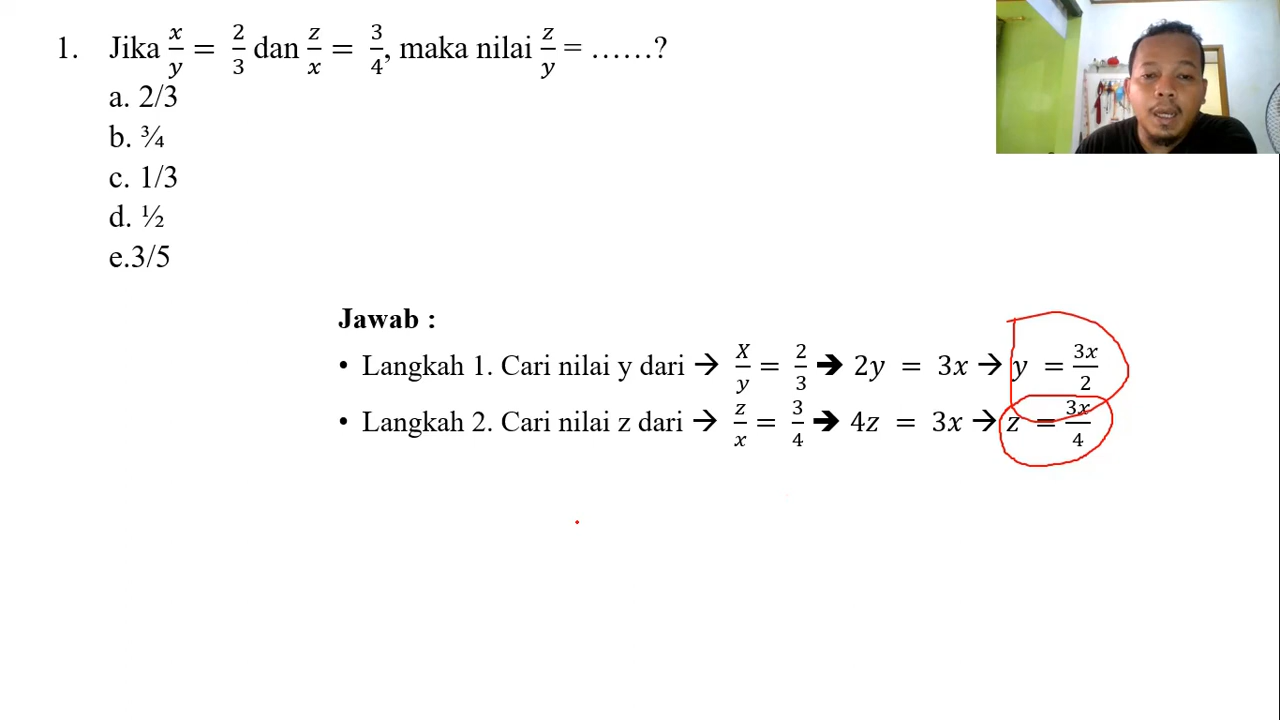 1. Jika x/y = 2/3 dan z/x = 3/4, maka nilai z/y = ......?
a. 2/3
b. ¾
c. 1/3
d. ½
e.3/5
Jawab :
• Langkah 1. Cari nilai y dari → X/y = 2/3 ➔ 2y = 3x → y = 3x/2
• Langkah 2. Cari nilai z dari → z/x = 3/4 ➔ 4z = 3x → z = 3x/4